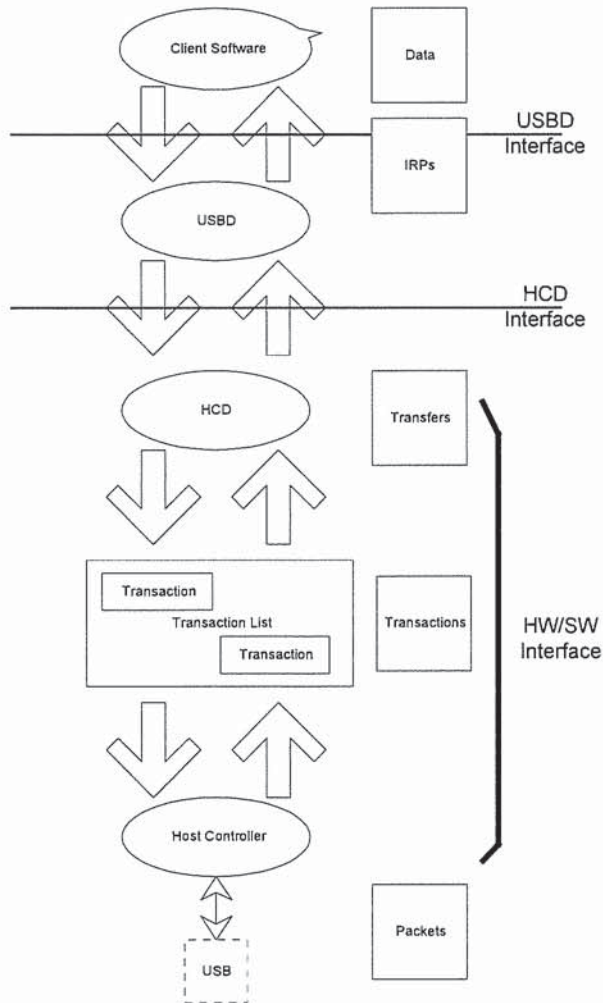 Client Software
Data
USBD
Interface
IRPs
USBD
HCD
Interface
HCD
Transfers
Transaction
Transaction List
Transaction
Transactions
HW/SW
Interface
Host Controller
Packets
USB